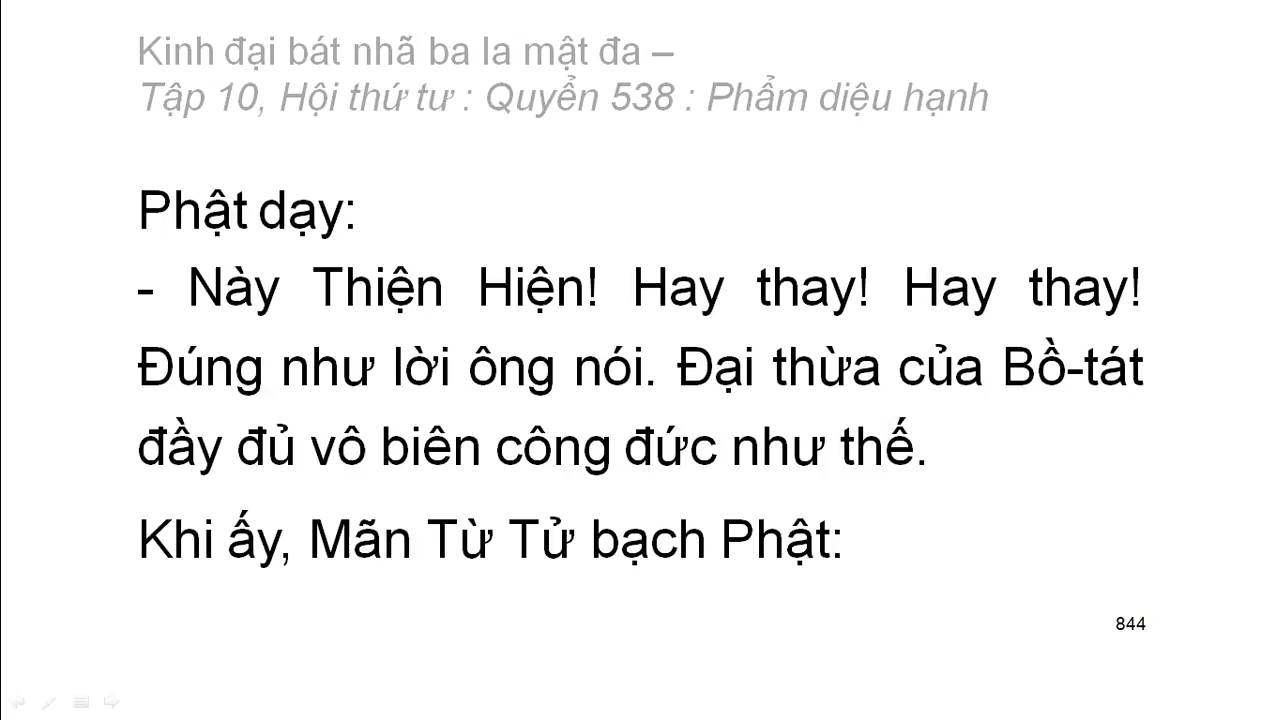 Kinh đại bát nhã ba la mật đa –
Tập 10, Hội thứ tư : Quyển 538 : Phẩm diệu hạnh
Phật dạy:
- Này Thiện Hiện! Hay thay! Hay thay!
Đúng như lời ông nói. Đại thừa của Bồ-tát
đầy đủ vô biên công đức như thế.
Khi ấy, Mãn Từ Tử bạch Phật:
844